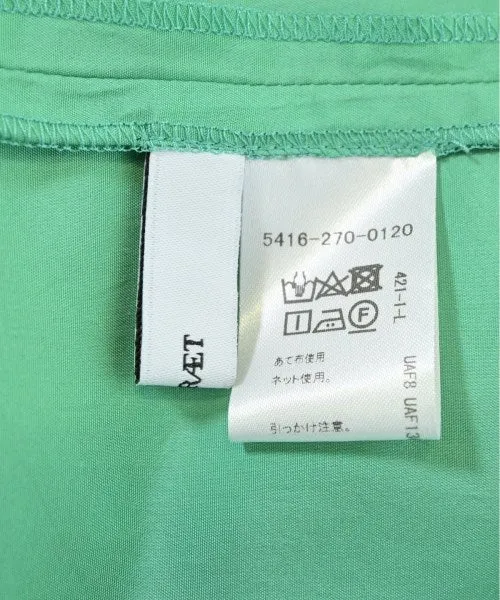 RÆT
5416-270-0120
F
あて布使用
ネット使用。
引っかけ注意。
421-I-L
UAF8 UAF13